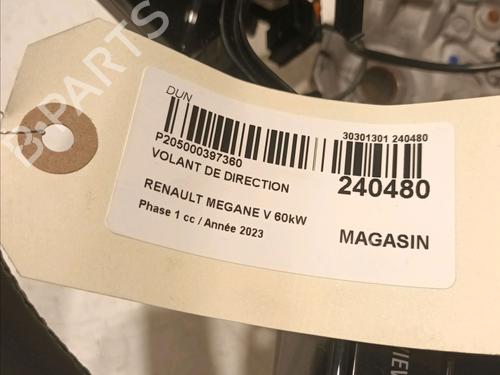 B-PARTS
DUN
P205000397360
30301301 240480
VOLANT DE DIRECTION
240480
RENAULT MEGANE V 60kW
Phase 1 cc / Année 2023
MAGASIN